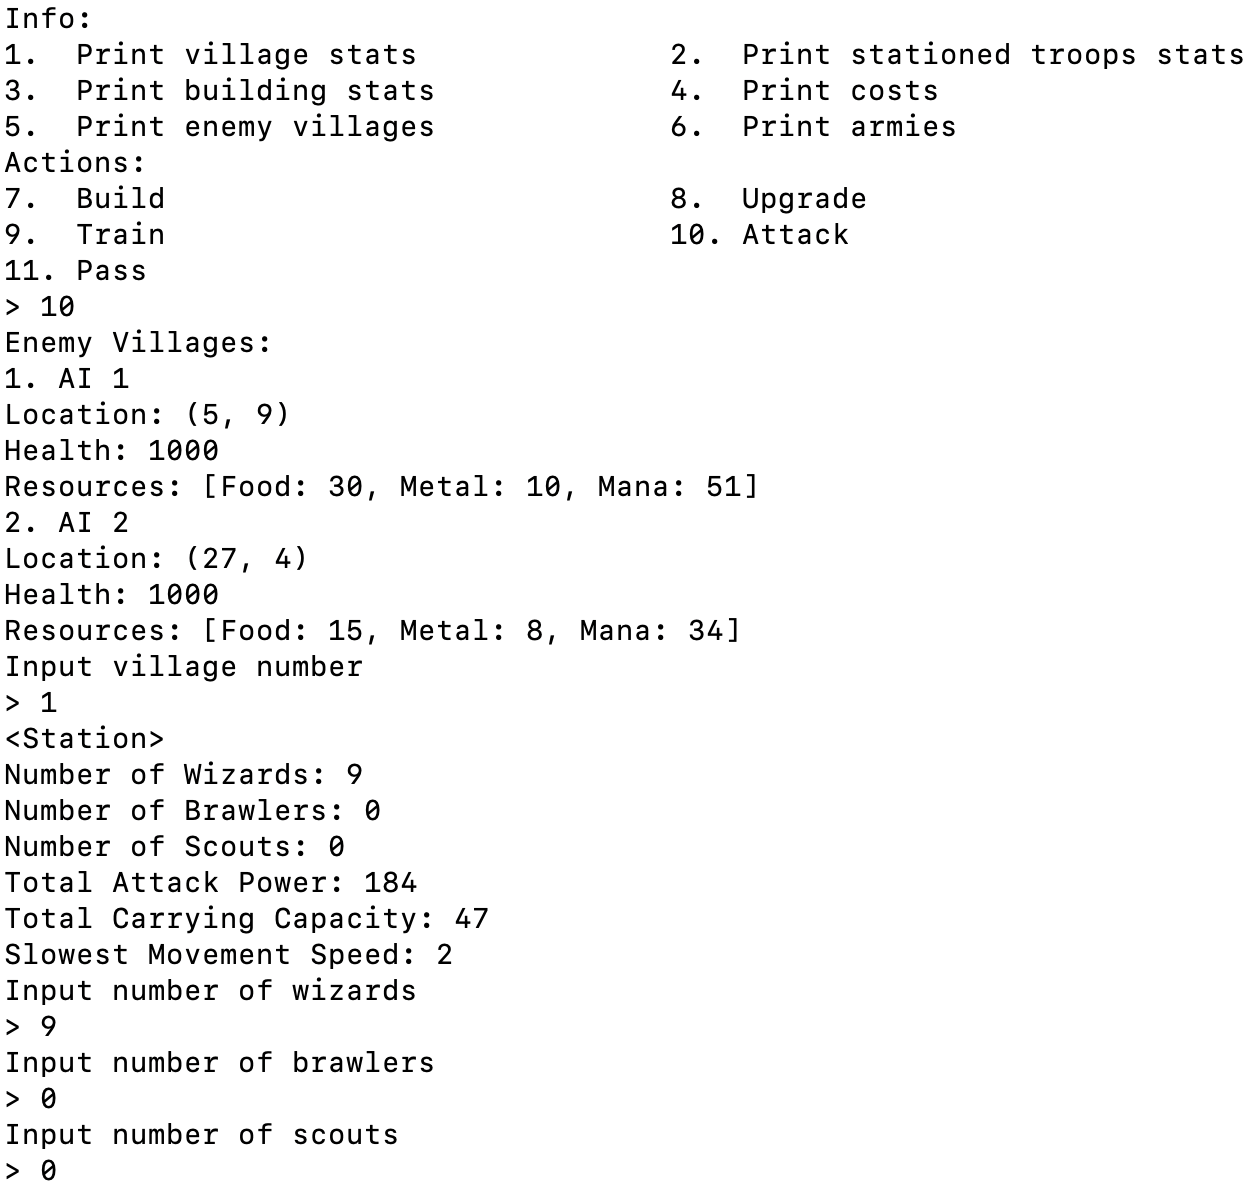 Info:
1.  Print village stats              2.  Print stationed troops stats
3.  Print building stats             4.  Print costs
5.  Print enemy villages             6.  Print armies
Actions:
7.  Build                            8.  Upgrade
9.  Train                            10. Attack
11. Pass
> 10
Enemy Villages:
1. AI 1
Location: (5, 9)
Health: 1000
Resources: [Food: 30, Metal: 10, Mana: 51]
2. AI 2
Location: (27, 4)
Health: 1000
Resources: [Food: 15, Metal: 8, Mana: 34]
Input village number
> 1
<Station>
Number of Wizards: 9
Number of Brawlers: 0
Number of Scouts: 0
Total Attack Power: 184
Total Carrying Capacity: 47
Slowest Movement Speed: 2
Input number of wizards
> 9
Input number of brawlers
> 0
Input number of scouts
> 0